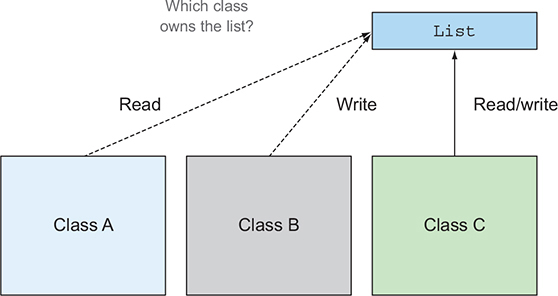 Which class
owns the list?
List
Read
Write
Read/write
Class A
Class B
Class C